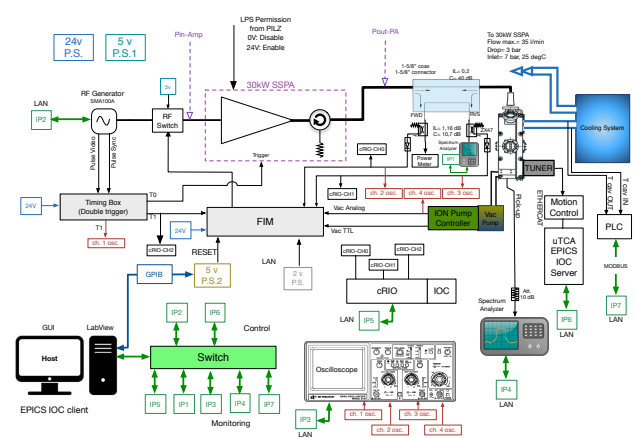 24v
P.S.
5 v
P.S.1
LPS Permission
from PILZ
0V: Disable
24V: Enable
Pin-Amp
Pout-PA
To 30kW SSPA
Flow max.= 35 l/min
Drop= 3 bar
Inlet= 7 bar, 25 degC
30kW SSPA
1-5/8" coax
1-5/8" connector
IL= 0,2
C= 40 dB
5v
RF Generator
SMA100A
LAN
IP2
RF
Switch
FWD
RVS
Cooling System
Pulse Video
Pulse Sync
IL= 1,16 dB
C= 10,7 dB
ZX47
Trigger
cRIO-CH0
Power
Meter
Spectrum
Analyzer
IP1
TUNER
T cav OUT
T cav IN
cRIO-CH1
ch. 2 osc.
ch. 4 osc.
ch. 3 osc.
24V
Timing Box
(Double trigger)
T0
T1
T1
ch. 1 osc.
cRIO-CH2
24V
FIM
Vac Analog
Vac TTL
ION Pump
Controller
Vac
Pump
Pick-up
ETHERCAT
Motion
Control
PLC
uTCA
EPICS
IOC
Server
MODBUS
RESET
LAN
GPIB
5 v
P.S.2
2 v
P.S.
cRIO-CH0
cRIO-CH1
cRIO-CH2
cRIO
IOC
Att.
10 dB
Spectrum
Analyzer
IP5
LAN
IP6
LAN
IP7
LAN
IP2
IP6
Control
GUI
LabView
Host
Switch
EPICS IOC client
IP5
IP1
IP3
IP4
IP7
Monitoring
Oscilloscope
IP3
LAN
ch. 1 osc.
ch. 2 osc.
ch. 3 osc.
ch. 4 osc.
IP4
LAN